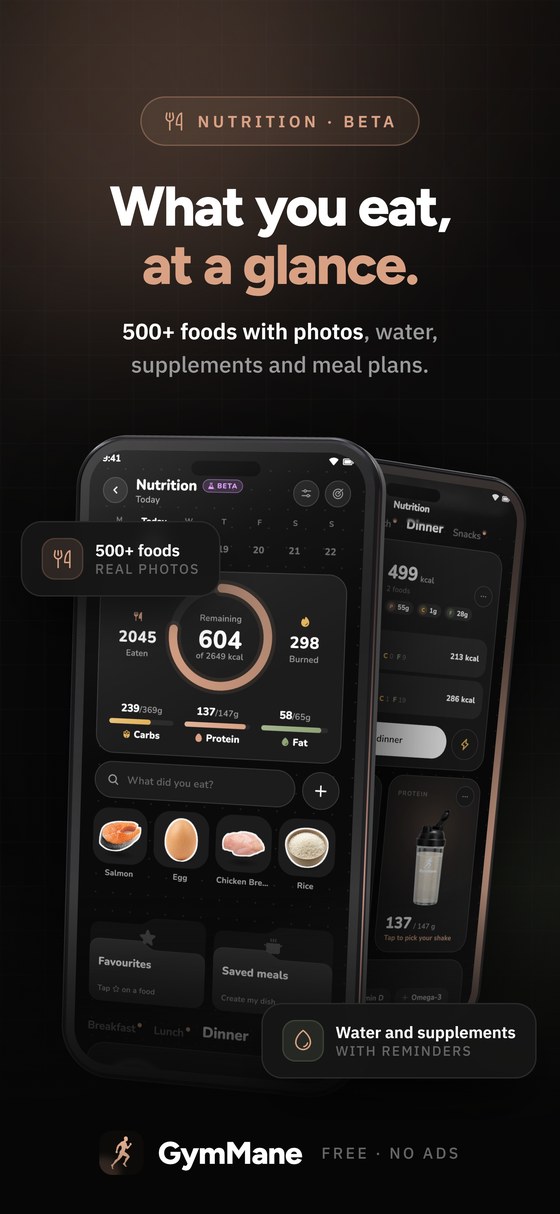 NUTRITION · BETA
What you eat,
at a glance.
500+ foods with photos, water,
supplements and meal plans.
9:41
Nutrition BETA
Today
M Today W T F S S
19 20 21 22
500+ foods
REAL PHOTOS
Remaining
2045 604 298
Eaten of 2649 kcal Burned
239/369g 137/147g 58/65g
Carbs Protein Fat
What did you eat?
Salmon Egg Chicken Bre... Rice
Favourites
Tap ☆ on a food
Saved meals
Create my dish
Breakfast Lunch Dinner
Nutrition
Dinner Snacks
499 kcal
2 foods
P 55g C 1g F 28g
213 kcal
286 kcal
dinner
PROTEIN
137 / 147 g
Tap to pick your shake
min D + Omega-3
Water and supplements
WITH REMINDERS
GymMane FREE · NO ADS